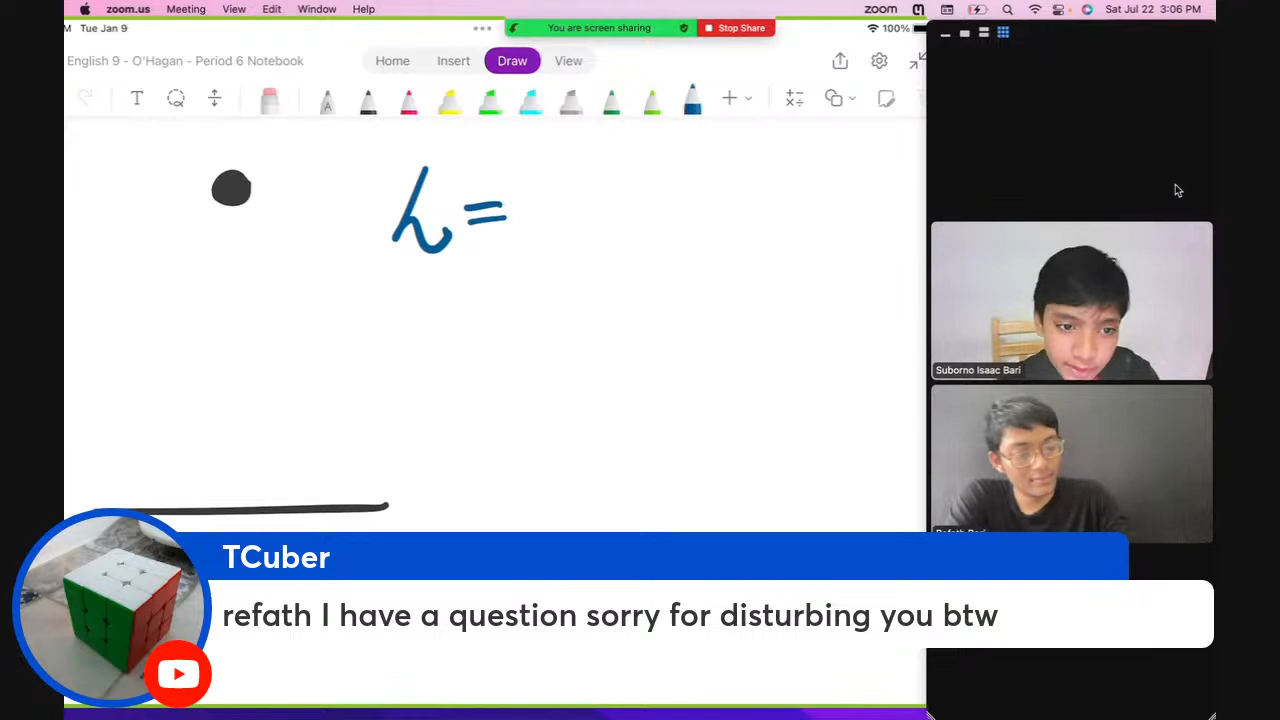 zoom.us Meeting View Edit Window Help zoom Sat Jul 22 3:06 PM
M Tue Jan 9 You are screen sharing Stop Share 100%
English 9 - O'Hagan - Period 6 Notebook Home Insert Draw View
T A
h =
Suborno Isaac Bari
TCuber
refath I have a question sorry for disturbing you btw